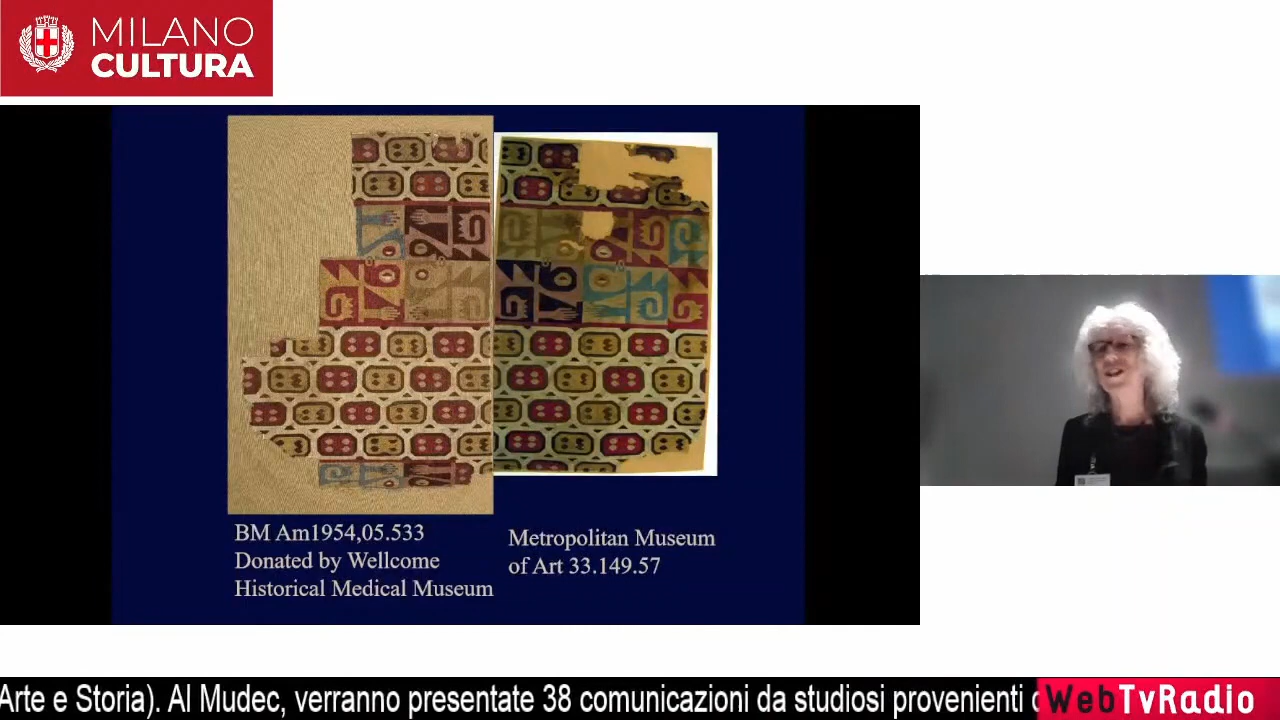 MILANO
CULTURA
BM Am1954,05.533
Donated by Wellcome
Historical Medical Museum
Metropolitan Museum
of Art 33.149.57
Arte e Storia). Al Mudec, verranno presentate 38 comunicazioni da studiosi provenienti
WebTvRadio